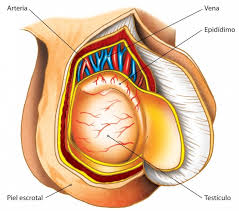 Arteria
Vena
Epidídimo
Piel escrotal
Testículo